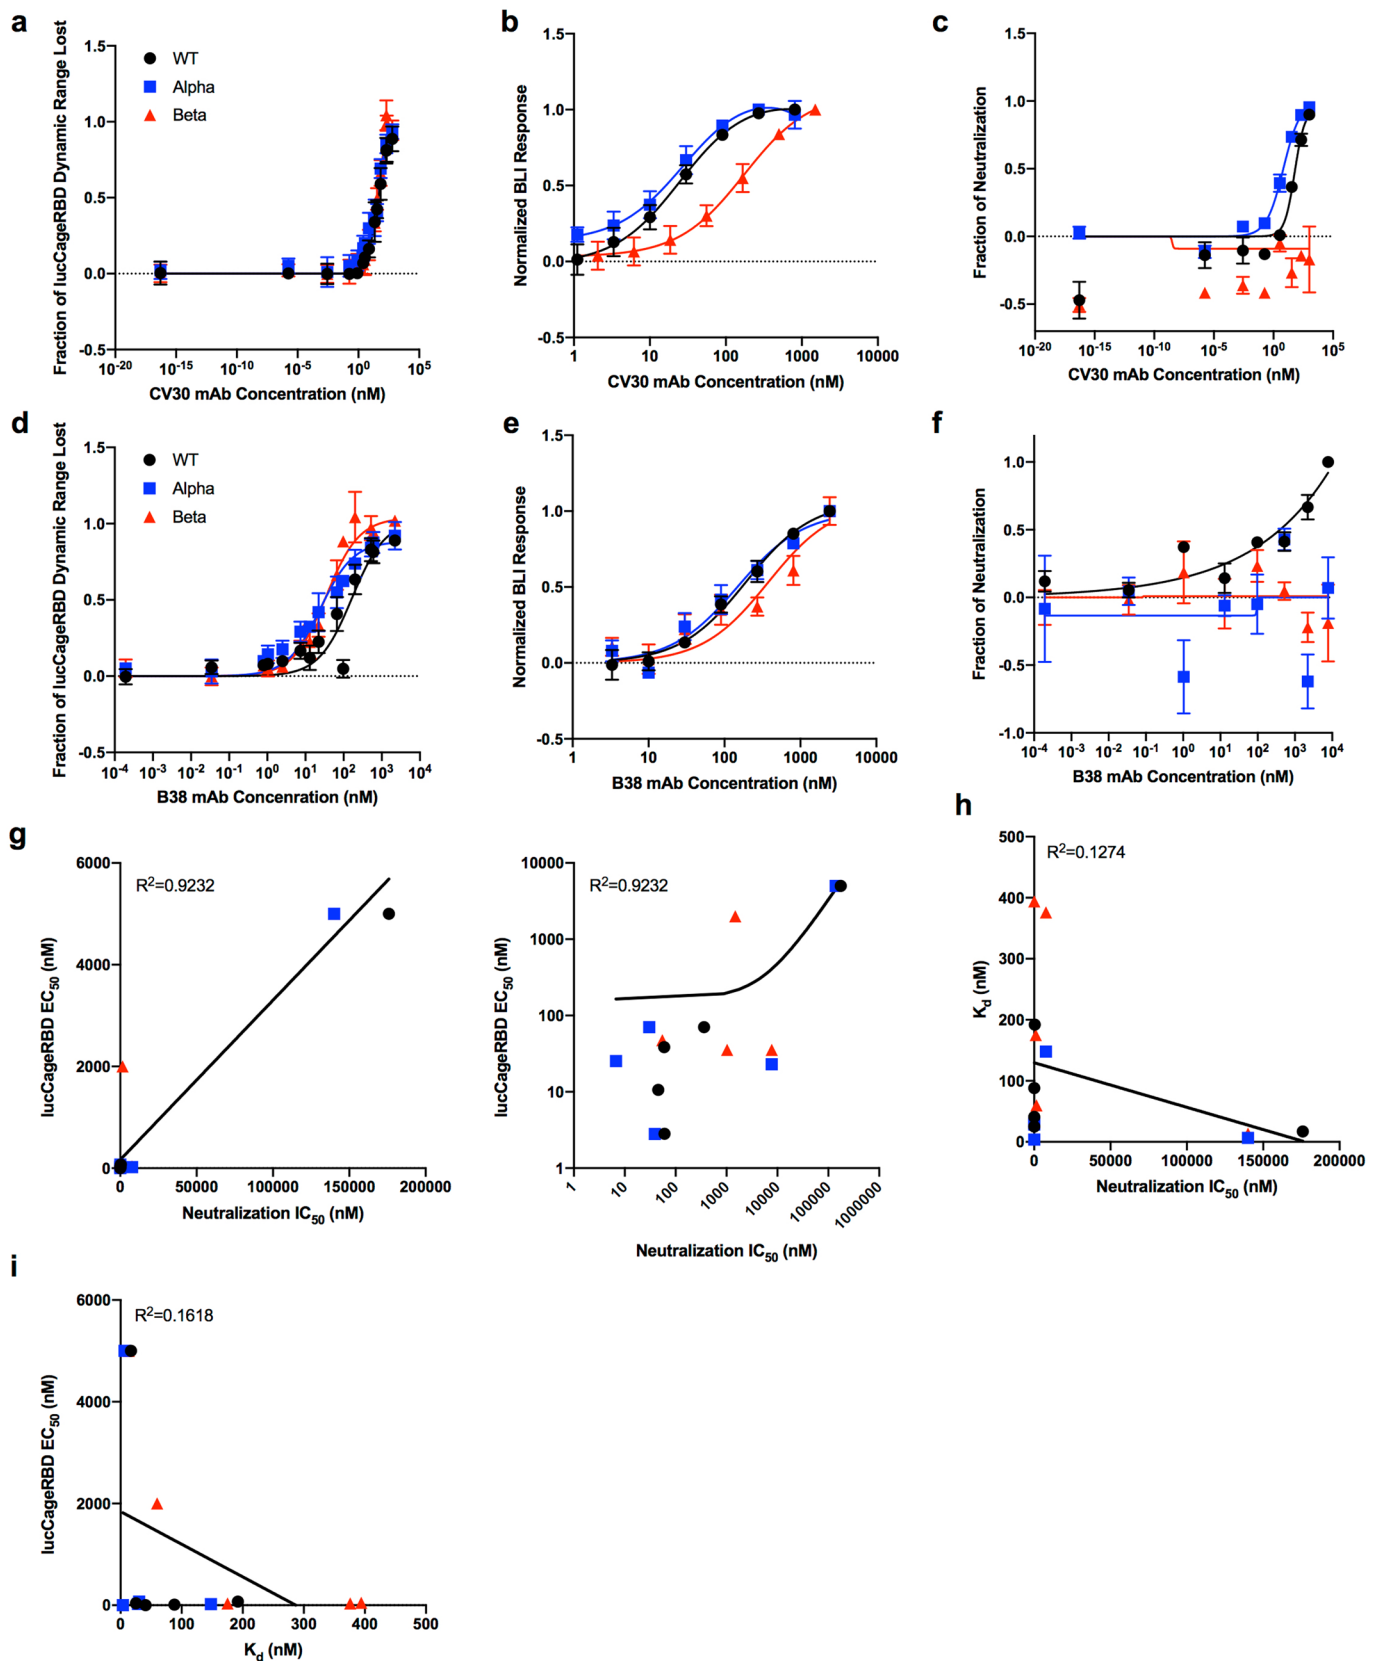 a
Fraction of lucCageRBD Dynamic Range Lost
1.5
1.0
0.5
0.0
-0.5
WT
Alpha
Beta
10-20 10-15 10-10 10-5 100 105
CV30 mAb Concentration (nM)
b
Normalized BLI Response
1.5
1.0
0.5
0.0
-0.5
1 10 100 1000 10000
CV30 mAb Concentration (nM)
c
Fraction of Neutralization
1.5
1.0
0.5
0.0
-0.5
10-20 10-15 10-10 10-5 100 105
CV30 mAb Concentration (nM)
d
Fraction of lucCageRBD Dynamic Range Lost
1.5
1.0
0.5
0.0
-0.5
WT
Alpha
Beta
10-4 10-3 10-2 10-1 100 101 102 103 104
B38 mAb Concenration (nM)
e
Normalized BLI Response
1.5
1.0
0.5
0.0
-0.5
1 10 100 1000 10000
B38 mAb Concentration (nM)
f
Fraction of Neutralization
1.0
0.5
0.0
-0.5
-1.0
10-4 10-3 10-2 10-1 100 101 102 103 104
B38 mAb Concentration (nM)
g
lucCageRBD EC50 (nM)
6000
4000
2000
0
R2=0.9232
0 50000 100000 150000 200000
Neutralization IC50 (nM)
lucCageRBD EC50 (nM)
10000
1000
100
10
1
R2=0.9232
1 10 100 1000 10000 100000 1000000
Neutralization IC50 (nM)
h
Kd (nM)
500
400
300
200
100
0
R2=0.1274
0 50000 100000 150000 200000
Neutralization IC50 (nM)
i
lucCageRBD EC50 (nM)
6000
4000
2000
0
R2=0.1618
0 100 200 300 400 500
Kd (nM)